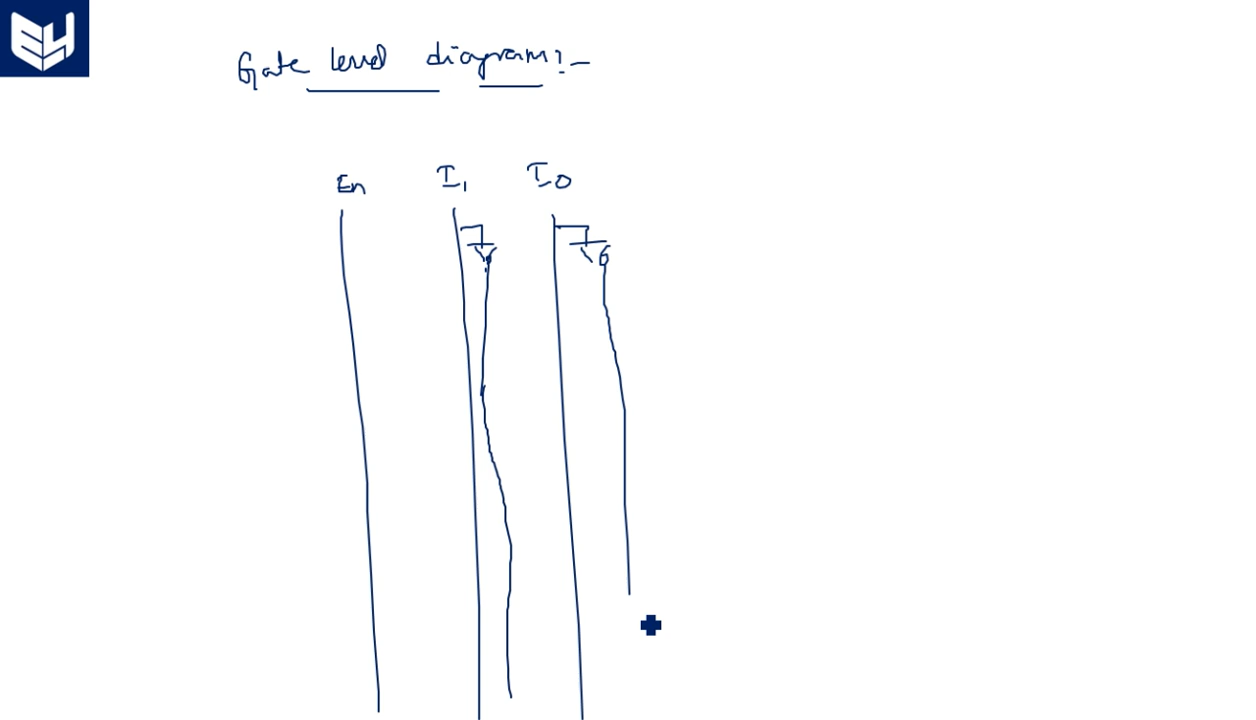 Gate level diagram:-
En I₁ I₀